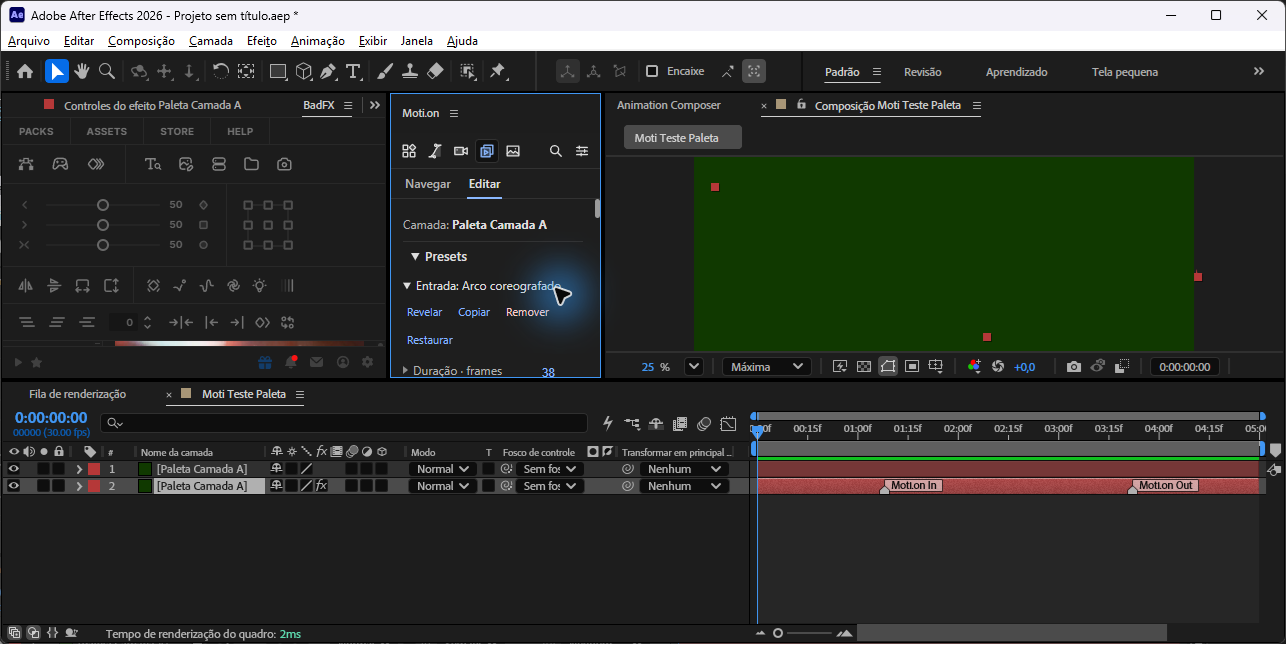 Ae Adobe After Effects 2026 - Projeto sem título.aep *
Arquivo Editar Composição Camada Efeito Animação Exibir Janela Ajuda
Encaixe Padrão Revisão Aprendizado Tela pequena
Controles do efeito Paleta Camada A BadFX
PACKS ASSETS STORE HELP
50
50
50
0
Moti.on
Navegar Editar
Camada: Paleta Camada A
Presets
Entrada: Arco coreografado
Revelar Copiar Remover
Restaurar
Duração · frames 38
Animation Composer × Composição Moti Teste Paleta
Moti Teste Paleta
25 % Máxima +0,0 0:00:00:00
Fila de renderização × Moti Teste Paleta
0:00:00:00
00000 (30.00 fps)
:00f 00:15f 01:00f 01:15f 02:00f 02:15f 03:00f 03:15f 04:00f 04:15f 05:00
# Nome da camada fx Modo T Fosco de controle Transformar em principal ...
1 [Paleta Camada A] Normal Sem fos Nenhum
2 [Paleta Camada A] fx Normal Sem fos Nenhum Moti.on In Moti.on Out
Tempo de renderização do quadro: 2ms